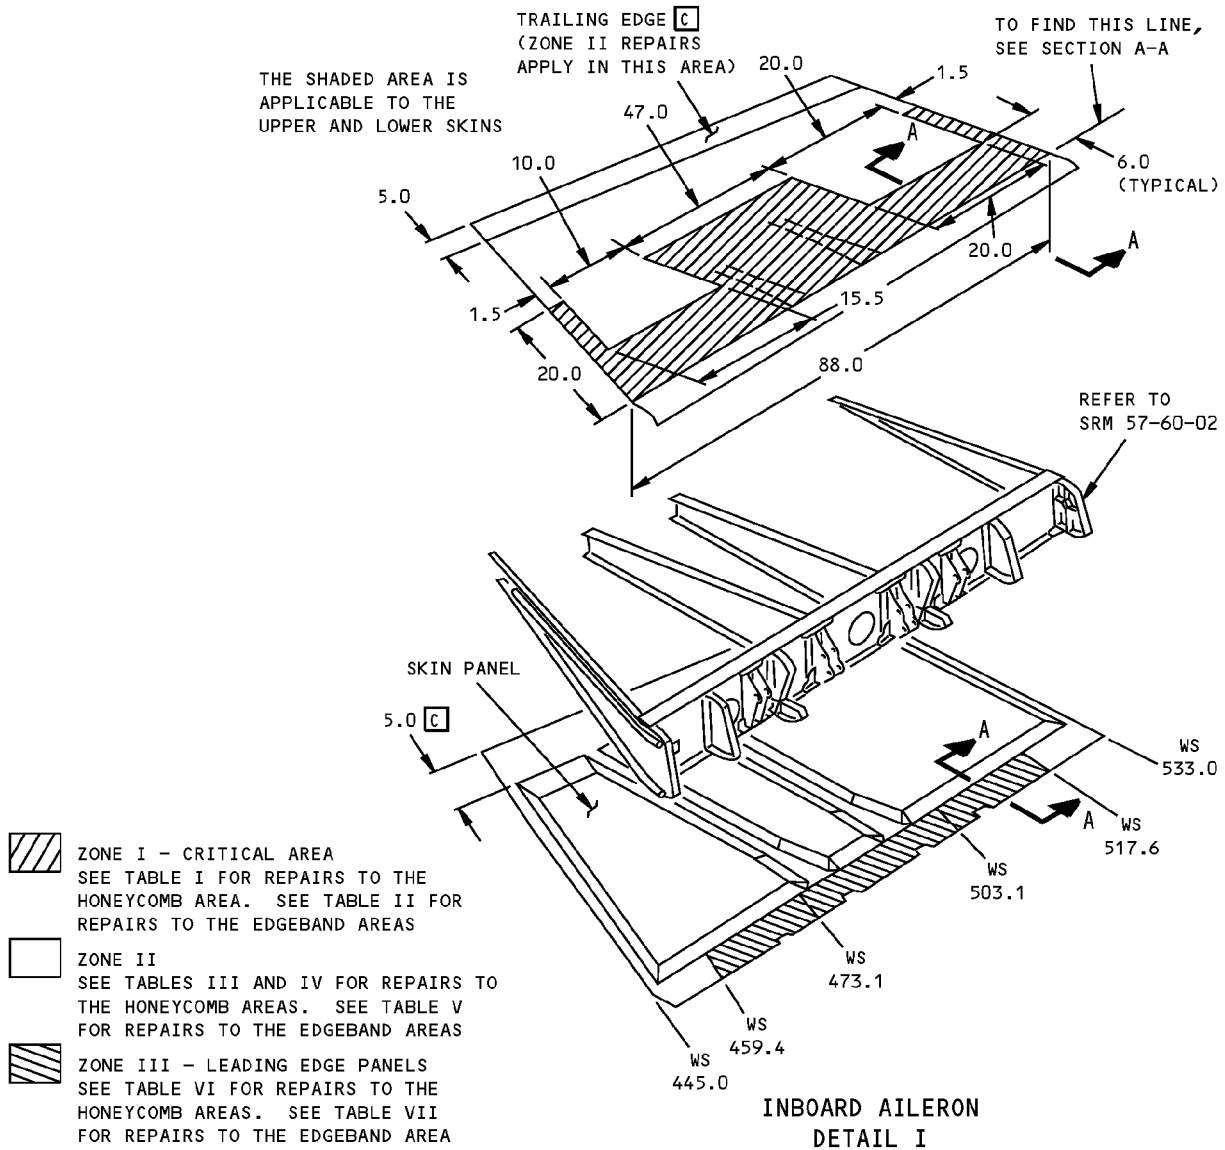 TRAILING EDGE C
(ZONE II REPAIRS
APPLY IN THIS AREA)
TO FIND THIS LINE,
SEE SECTION A-A
THE SHADED AREA IS
APPLICABLE TO THE
UPPER AND LOWER SKINS
20.0
1.5
47.0
A
10.0
6.0
(TYPICAL)
5.0
20.0
A
15.5
1.5
20.0
88.0
REFER TO
SRM 57-60-02
SKIN PANEL
5.0 C
A
WS
533.0
A
WS
517.6
WS
503.1
WS
473.1
WS
459.4
WS
445.0
ZONE I - CRITICAL AREA
SEE TABLE I FOR REPAIRS TO THE
HONEYCOMB AREA. SEE TABLE II FOR
REPAIRS TO THE EDGEBAND AREAS
ZONE II
SEE TABLES III AND IV FOR REPAIRS TO
THE HONEYCOMB AREAS. SEE TABLE V
FOR REPAIRS TO THE EDGEBAND AREAS
ZONE III - LEADING EDGE PANELS
SEE TABLE VI FOR REPAIRS TO THE
HONEYCOMB AREAS. SEE TABLE VII
FOR REPAIRS TO THE EDGEBAND AREA
INBOARD AILERON
DETAIL I